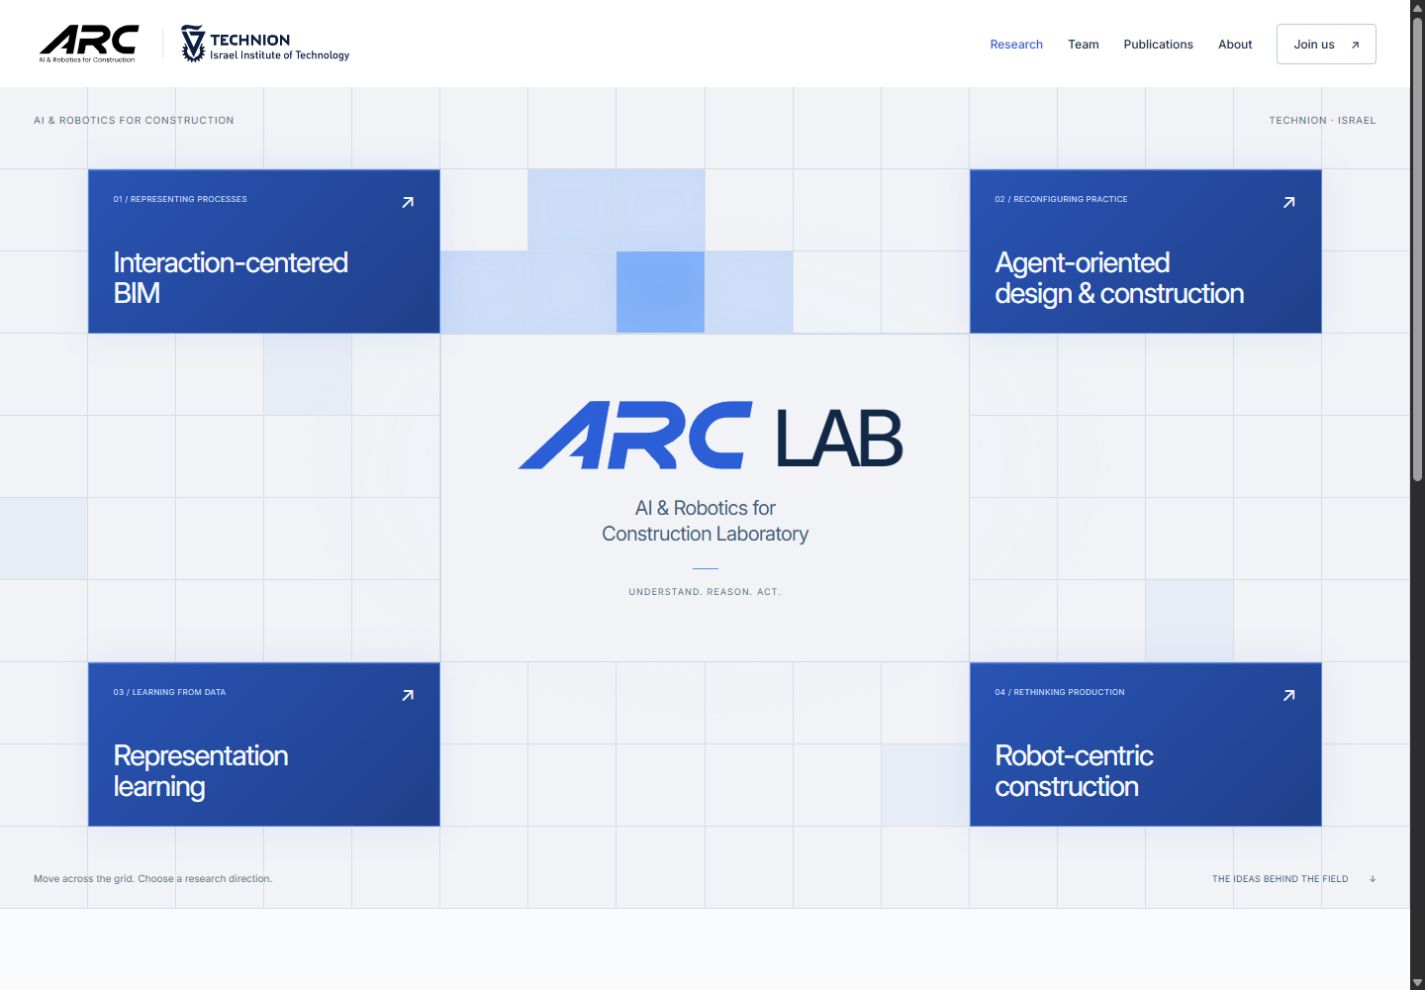 ARC
AI & Robotics for Construction
TECHNION
Israel Institute of Technology
Research
Team
Publications
About
Join us
AI & ROBOTICS FOR CONSTRUCTION
TECHNION · ISRAEL
01 / REPRESENTING PROCESSES
Interaction-centered
BIM
02 / RECONFIGURING PRACTICE
Agent-oriented
design & construction
ARC LAB
AI & Robotics for
Construction Laboratory
UNDERSTAND. REASON. ACT.
03 / LEARNING FROM DATA
Representation
learning
04 / RETHINKING PRODUCTION
Robot-centric
construction
Move across the grid. Choose a research direction.
THE IDEAS BEHIND THE FIELD